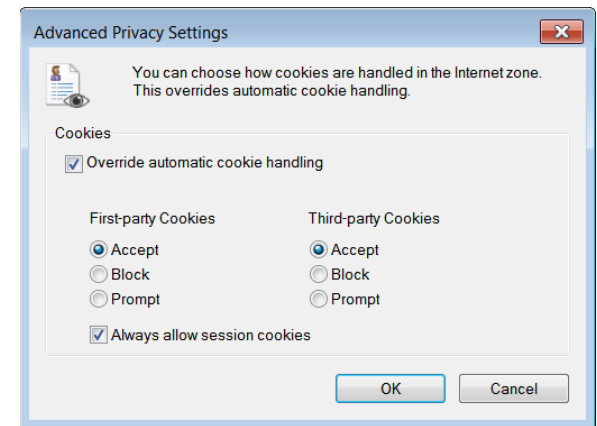 Advanced Privacy Settings
You can choose how cookies are handled in the Internet zone.
This overrides automatic cookie handling.
Cookies
Override automatic cookie handling
First-party Cookies
Third-party Cookies
Accept
Accept
Block
Block
Prompt
Prompt
Always allow session cookies
OK
Cancel